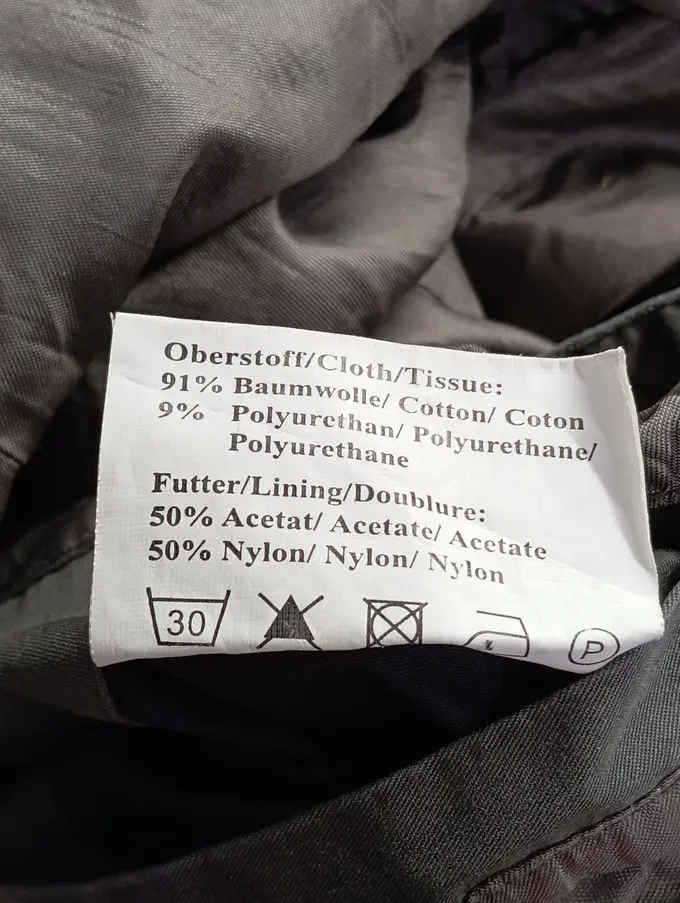 Oberstoff/Cloth/Tissue:
91% Baumwolle/ Cotton/ Coton
9% Polyurethan/ Polyurethane/
Polyurethane
Futter/Lining/Doublure:
50% Acetat/ Acetate/ Acetate
50% Nylon/ Nylon/ Nylon
30 P